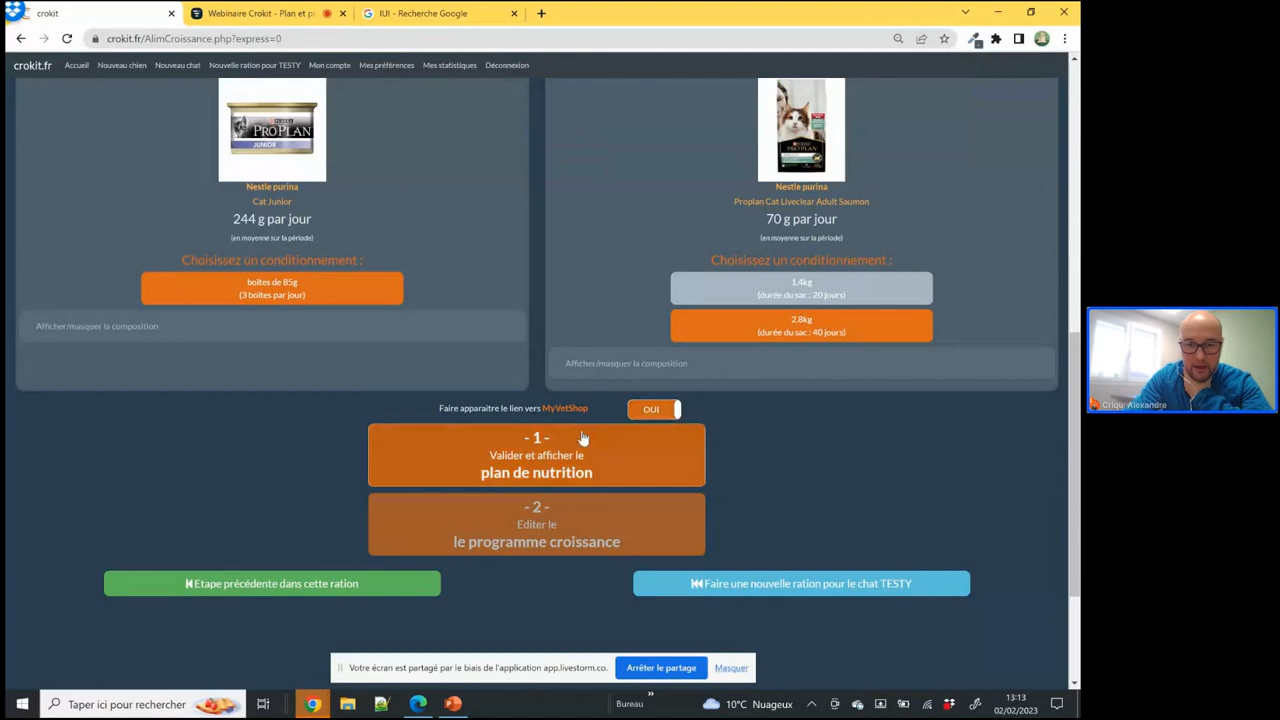 crokit
Webinaire Crokit - Plan et p
IUI - Recherche Google
crokit.fr/AlimCroissance.php?express=0
crokit.fr
Accueil
Nouveau chien
Nouveau chat
Nouvelle ration pour TESTY
Mon compte
Mes préférences
Mes statistiques
Déconnexion
PURINA
PRO PLAN
JUNIOR
Nestle purina
Cat Junior
244 g par jour
(en moyenne sur la période)
Choisissez un conditionnement :
boîtes de 85g
(3 boîtes par jour)
Afficher/masquer la composition
PRO PLAN
Nestle purina
Proplan Cat Liveclear Adult Saumon
70 g par jour
(en moyenne sur la période)
Choisissez un conditionnement :
1.4kg
(durée du sac : 20 jours)
2.8kg
(durée du sac : 40 jours)
Afficher/masquer la composition
Faire apparaitre le lien vers MyVetShop
OUI
- 1 -
Valider et afficher le
plan de nutrition
- 2 -
Editer le
le programme croissance
Etape précédente dans cette ration
Faire une nouvelle ration pour le chat TESTY
Criqui Alexandre
Votre écran est partagé par le biais de l'application app.livestorm.co.
Arrêter le partage
Masquer
Taper ici pour rechercher
Bureau
10°C Nuageux
13:13
02/02/2023